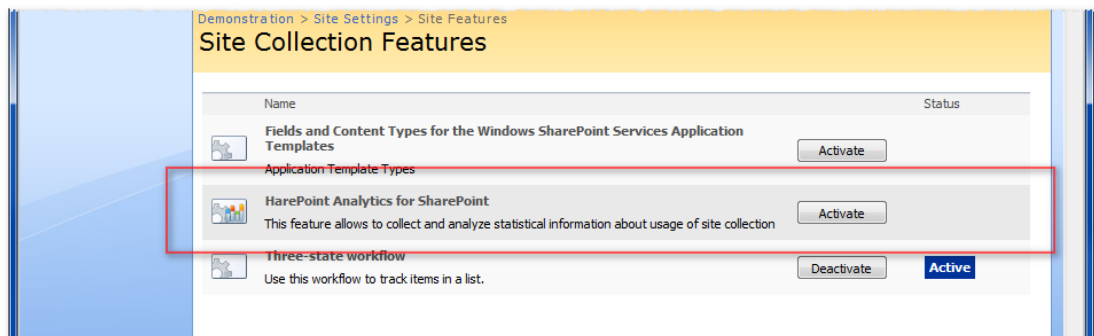 Demonstration > Site Settings > Site Features
Site Collection Features
Name Status
Fields and Content Types for the Windows SharePoint Services Application
Templates
Activate
Application Template Types
HarePoint Analytics for SharePoint
Activate
This feature allows to collect and analyze statistical information about usage of site collection
Three-state workflow
Deactivate Active
Use this workflow to track items in a list.